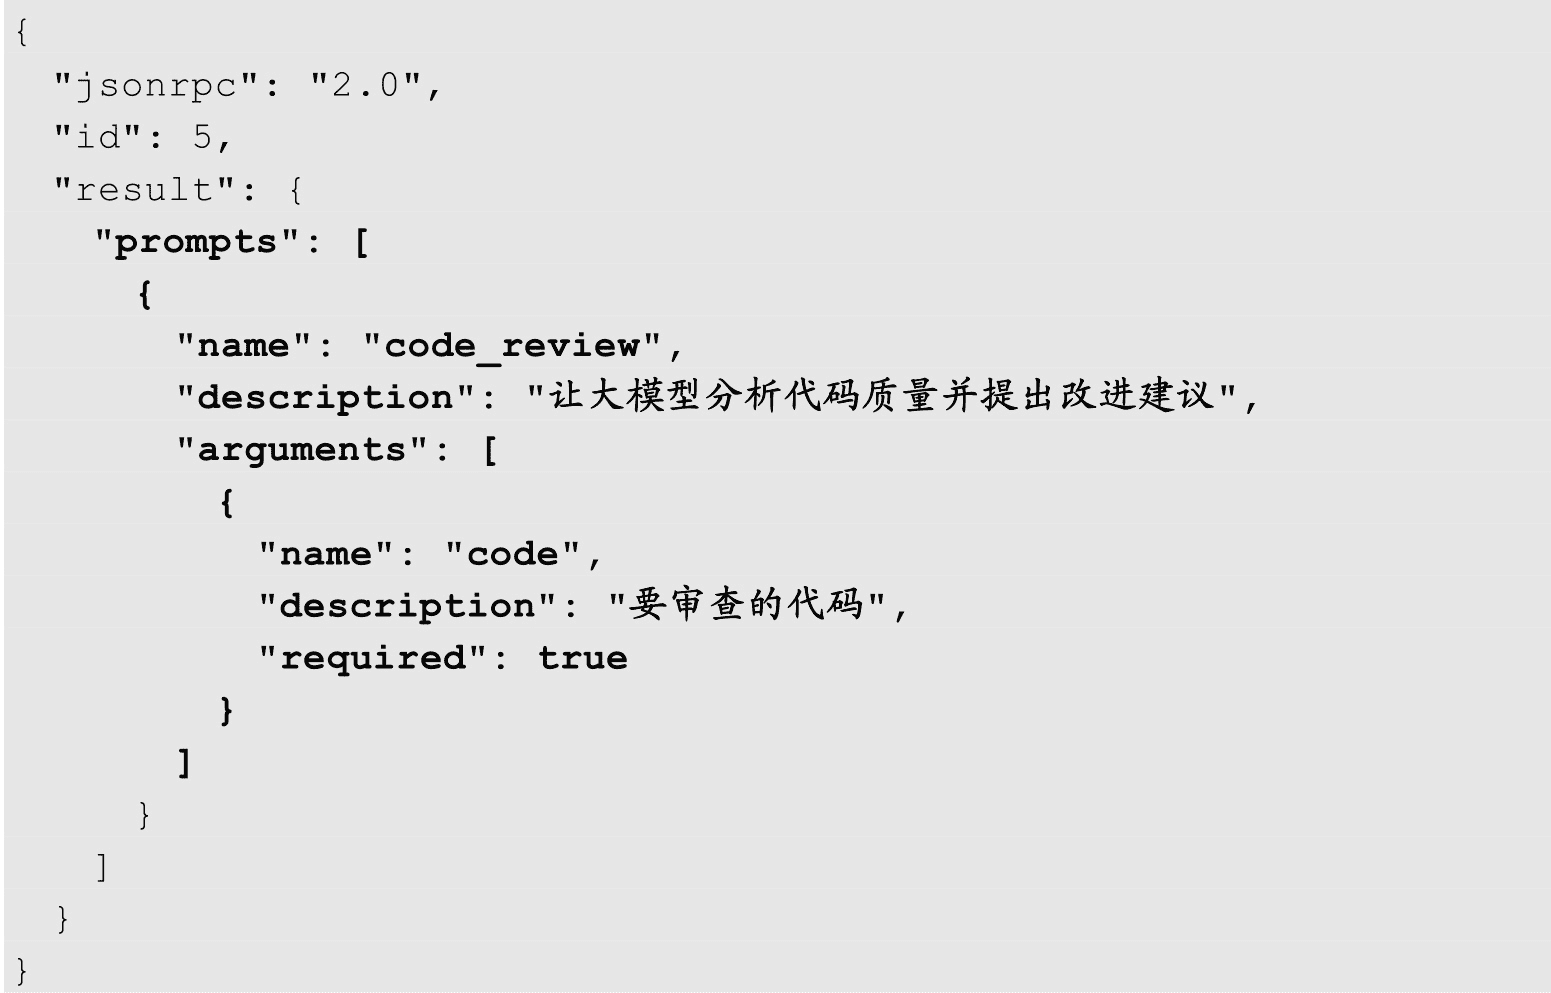 {
  "jsonrpc": "2.0",
  "id": 5,
  "result": {
    "prompts": [
      {
        "name": "code_review",
        "description": "让大模型分析代码质量并提出改进建议",
        "arguments": [
          {
            "name": "code",
            "description": "要审查的代码",
            "required": true
          }
        ]
      }
    ]
  }
}